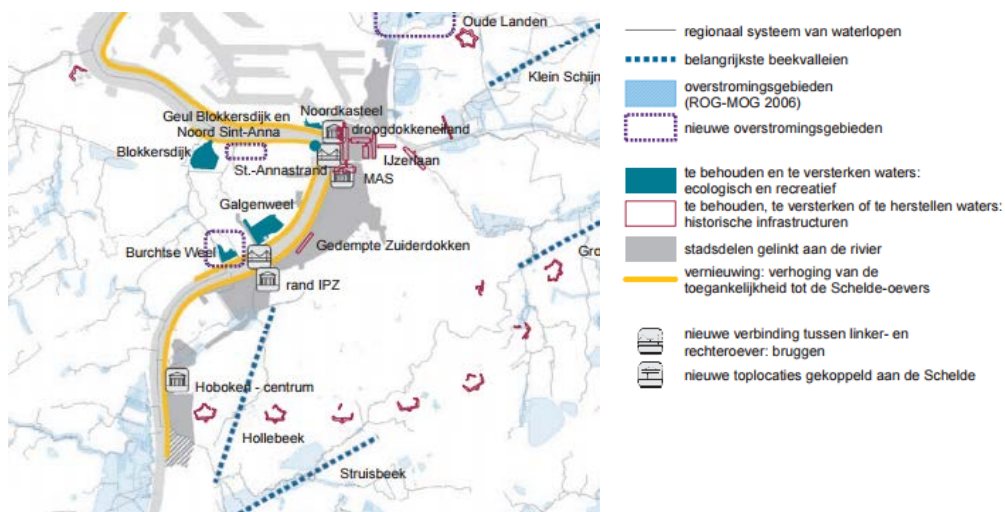 Oude Landen
Klein Schijn
Noordkasteel
Geul Blokkersdijk en
Noord Sint-Anna
droogdokkeneiland
Blokkersdijk
IJzerlaan
St.-Annastrand
MAS
Galgenweel
Gedempte Zuiderdokken
Burchtse Weel
Gro
rand IPZ
Hoboken - centrum
Hollebeek
Struisbeek
regionaal systeem van waterlopen
belangrijkste beekvalleien
overstromingsgebieden
(ROG-MOG 2006)
nieuwe overstromingsgebieden
te behouden en te versterken waters:
ecologisch en recreatief
te behouden, te versterken of te herstellen waters:
historische infrastructuren
stadsdelen gelinkt aan de rivier
vernieuwing: verhoging van de
toegankelijkheid tot de Schelde-oevers
nieuwe verbinding tussen linker- en
rechteroever: bruggen
nieuwe toplocaties gekoppeld aan de Schelde